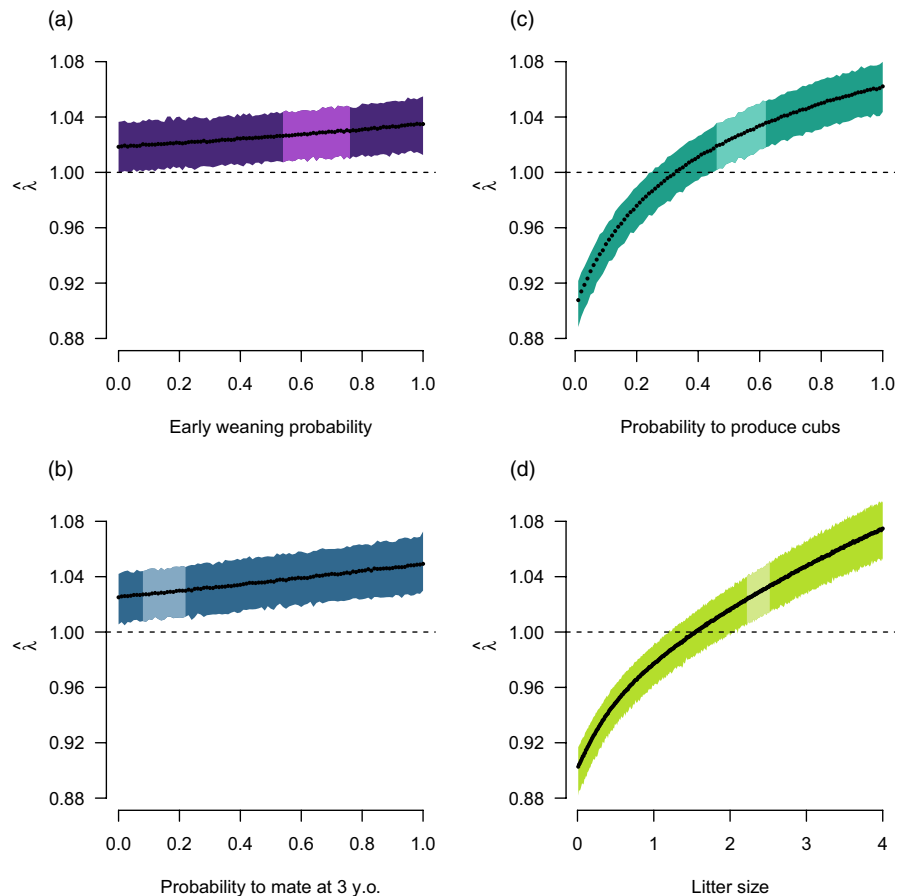 (a)
1.08
1.04
1.00
0.96
0.92
0.88
λ̂
0.0 0.2 0.4 0.6 0.8 1.0
Early weaning probability
(c)
1.08
1.04
1.00
0.96
0.92
0.88
λ̂
0.0 0.2 0.4 0.6 0.8 1.0
Probability to produce cubs
(b)
1.08
1.04
1.00
0.96
0.92
0.88
λ̂
0.0 0.2 0.4 0.6 0.8 1.0
Probability to mate at 3 y.o.
(d)
1.08
1.04
1.00
0.96
0.92
0.88
λ̂
0 1 2 3 4
Litter size